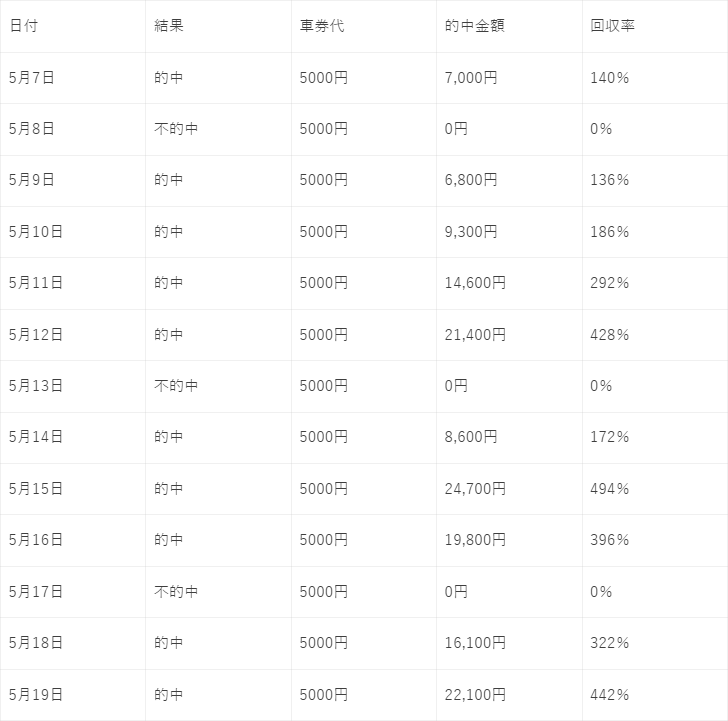 日付 結果 車券代 的中金額 回収率
5月7日 的中 5000円 7,000円 140%
5月8日 不的中 5000円 0円 0%
5月9日 的中 5000円 6,800円 136%
5月10日 的中 5000円 9,300円 186%
5月11日 的中 5000円 14,600円 292%
5月12日 的中 5000円 21,400円 428%
5月13日 不的中 5000円 0円 0%
5月14日 的中 5000円 8,600円 172%
5月15日 的中 5000円 24,700円 494%
5月16日 的中 5000円 19,800円 396%
5月17日 不的中 5000円 0円 0%
5月18日 的中 5000円 16,100円 322%
5月19日 的中 5000円 22,100円 442%